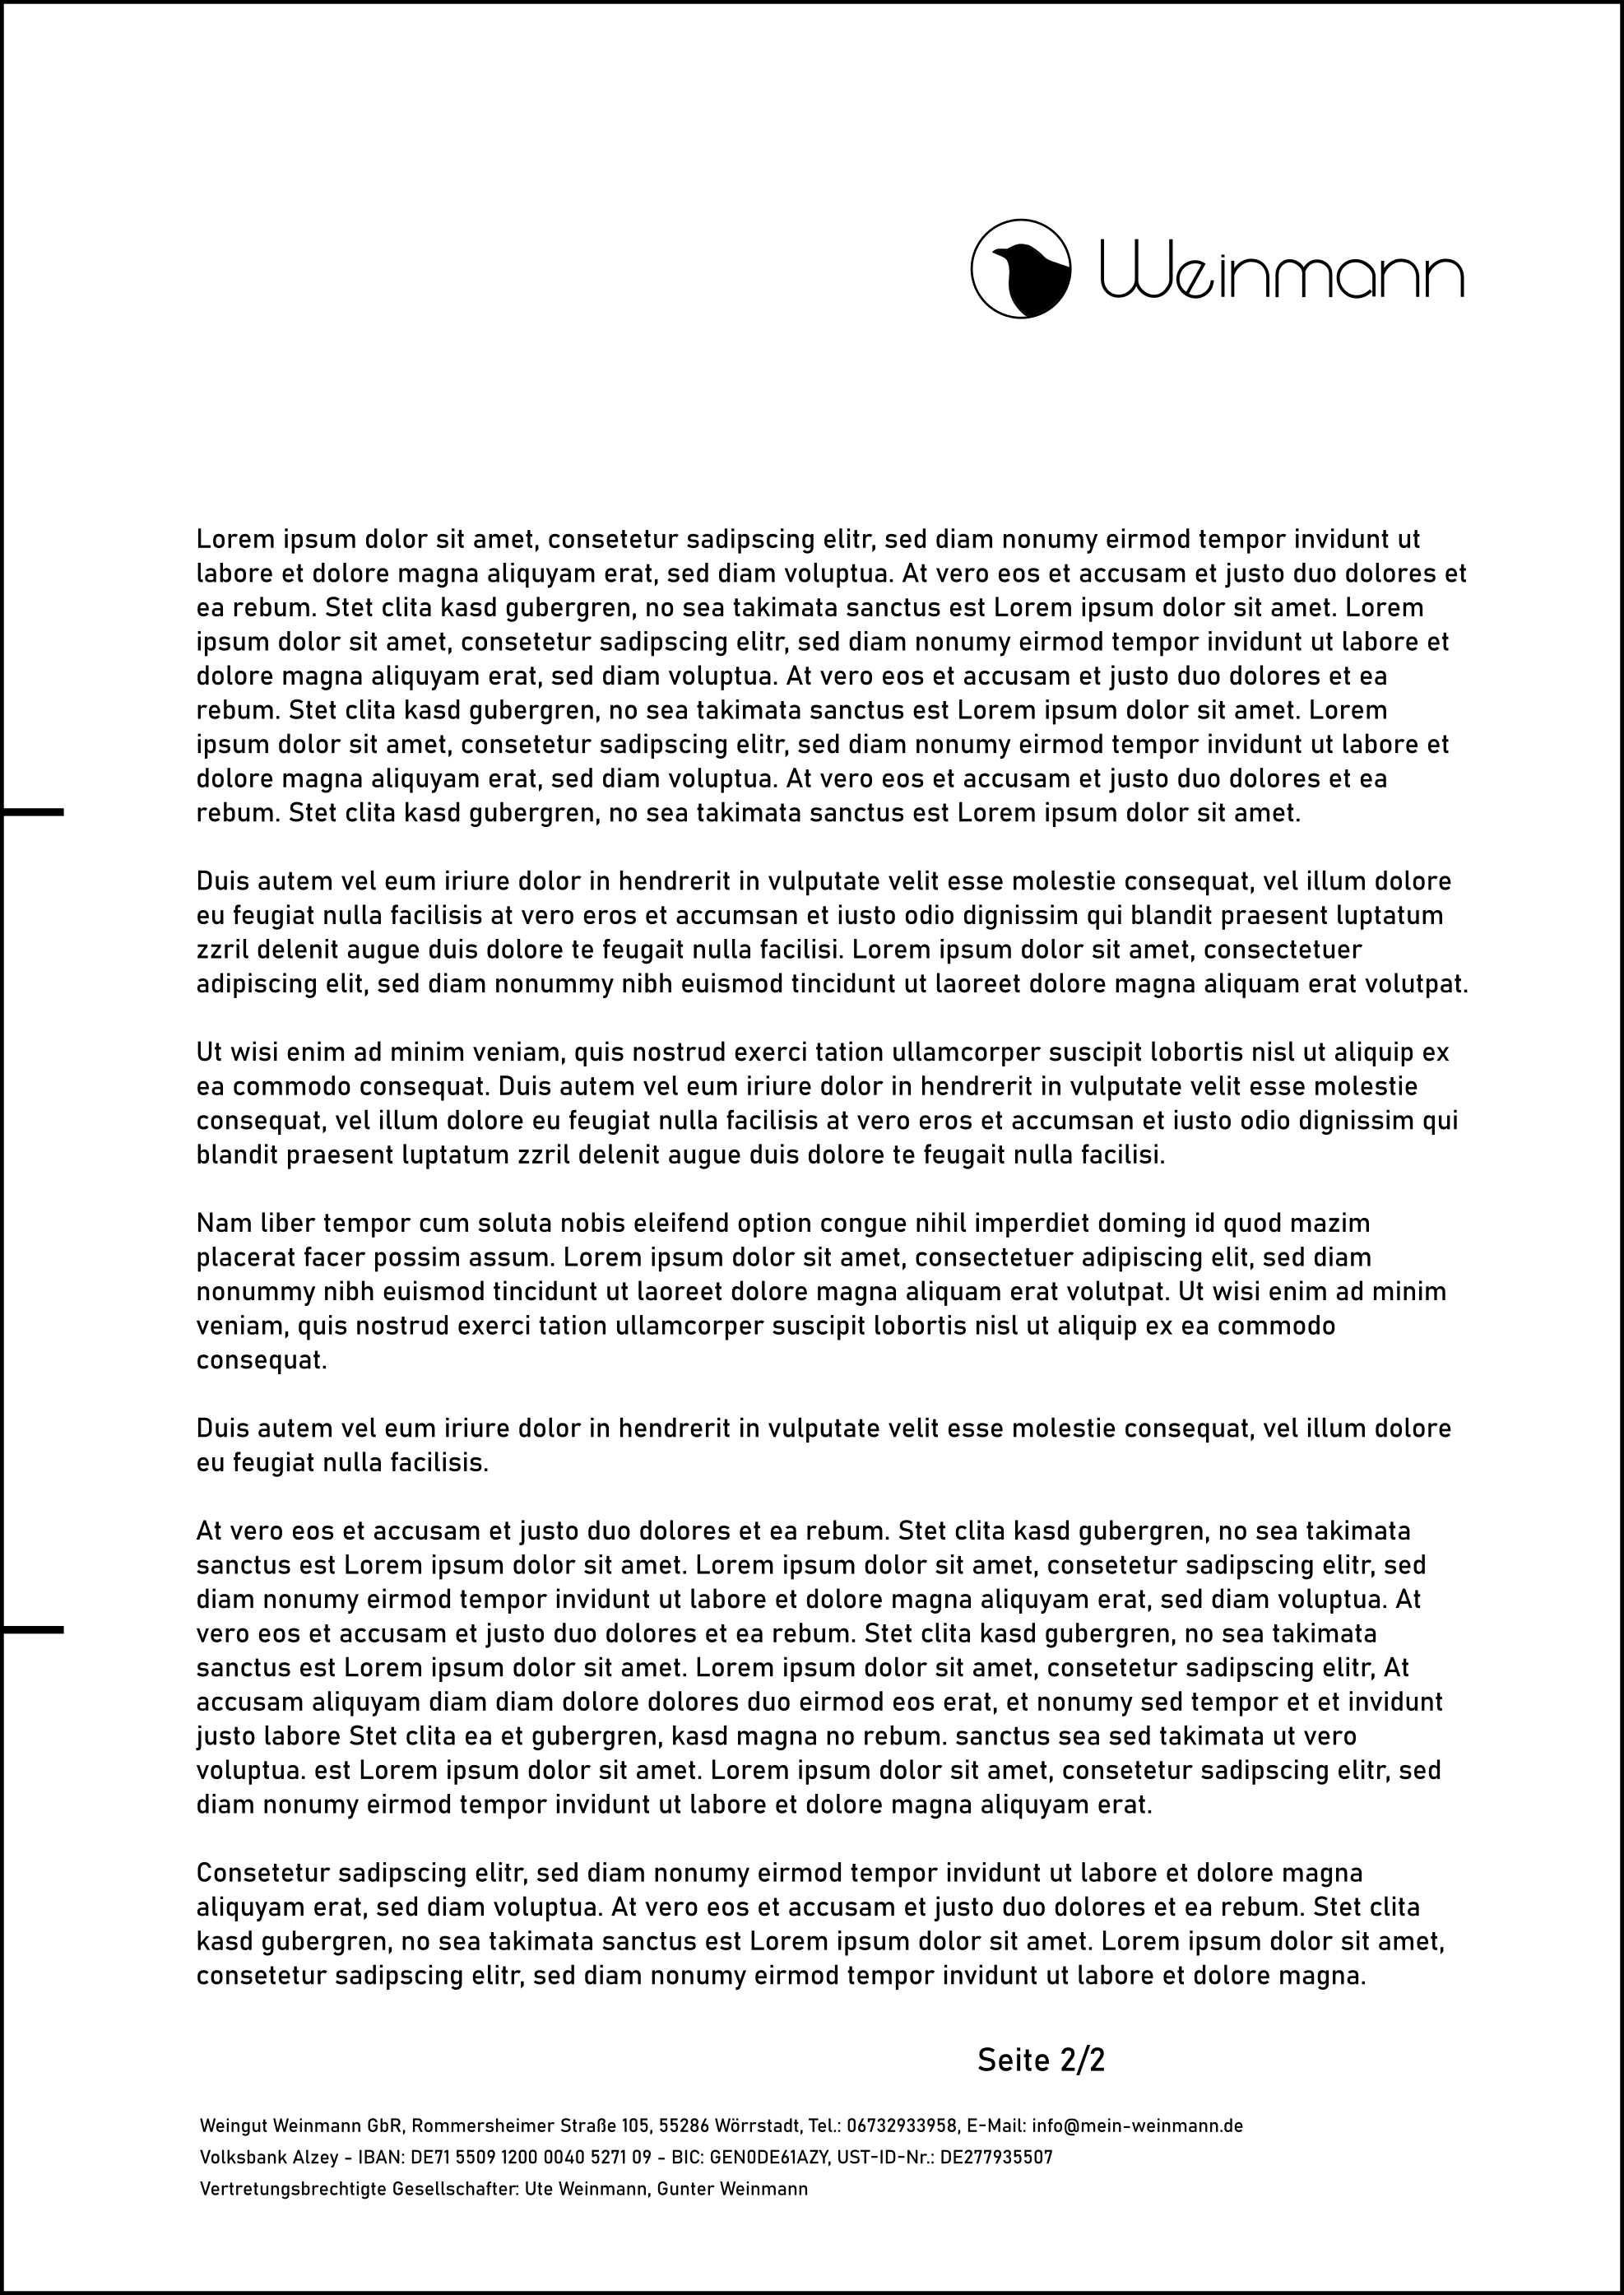 Weinmann
Lorem ipsum dolor sit amet, consetetur sadipscing elitr, sed diam nonumy eirmod tempor invidunt ut
labore et dolore magna aliquyam erat, sed diam voluptua. At vero eos et accusam et justo duo dolores et
ea rebum. Stet clita kasd gubergren, no sea takimata sanctus est Lorem ipsum dolor sit amet. Lorem
ipsum dolor sit amet, consetetur sadipscing elitr, sed diam nonumy eirmod tempor invidunt ut labore et
dolore magna aliquyam erat, sed diam voluptua. At vero eos et accusam et justo duo dolores et ea
rebum. Stet clita kasd gubergren, no sea takimata sanctus est Lorem ipsum dolor sit amet. Lorem
ipsum dolor sit amet, consetetur sadipscing elitr, sed diam nonumy eirmod tempor invidunt ut labore et
dolore magna aliquyam erat, sed diam voluptua. At vero eos et accusam et justo duo dolores et ea
rebum. Stet clita kasd gubergren, no sea takimata sanctus est Lorem ipsum dolor sit amet.
Duis autem vel eum iriure dolor in hendrerit in vulputate velit esse molestie consequat, vel illum dolore
eu feugiat nulla facilisis at vero eros et accumsan et iusto odio dignissim qui blandit praesent luptatum
zzril delenit augue duis dolore te feugait nulla facilisi. Lorem ipsum dolor sit amet, consectetuer
adipiscing elit, sed diam nonummy nibh euismod tincidunt ut laoreet dolore magna aliquam erat volutpat.
Ut wisi enim ad minim veniam, quis nostrud exerci tation ullamcorper suscipit lobortis nisl ut aliquip ex
ea commodo consequat. Duis autem vel eum iriure dolor in hendrerit in vulputate velit esse molestie
consequat, vel illum dolore eu feugiat nulla facilisis at vero eros et accumsan et iusto odio dignissim qui
blandit praesent luptatum zzril delenit augue duis dolore te feugait nulla facilisi.
Nam liber tempor cum soluta nobis eleifend option congue nihil imperdiet doming id quod mazim
placerat facer possim assum. Lorem ipsum dolor sit amet, consectetuer adipiscing elit, sed diam
nonummy nibh euismod tincidunt ut laoreet dolore magna aliquam erat volutpat. Ut wisi enim ad minim
veniam, quis nostrud exerci tation ullamcorper suscipit lobortis nisl ut aliquip ex ea commodo
consequat.
Duis autem vel eum iriure dolor in hendrerit in vulputate velit esse molestie consequat, vel illum dolore
eu feugiat nulla facilisis.
At vero eos et accusam et justo duo dolores et ea rebum. Stet clita kasd gubergren, no sea takimata
sanctus est Lorem ipsum dolor sit amet. Lorem ipsum dolor sit amet, consetetur sadipscing elitr, sed
diam nonumy eirmod tempor invidunt ut labore et dolore magna aliquyam erat, sed diam voluptua. At
vero eos et accusam et justo duo dolores et ea rebum. Stet clita kasd gubergren, no sea takimata
sanctus est Lorem ipsum dolor sit amet. Lorem ipsum dolor sit amet, consetetur sadipscing elitr, At
accusam aliquyam diam diam dolore dolores duo eirmod eos erat, et nonumy sed tempor et et invidunt
justo labore Stet clita ea et gubergren, kasd magna no rebum. sanctus sea sed takimata ut vero
voluptua. est Lorem ipsum dolor sit amet. Lorem ipsum dolor sit amet, consetetur sadipscing elitr, sed
diam nonumy eirmod tempor invidunt ut labore et dolore magna aliquyam erat.
Consetetur sadipscing elitr, sed diam nonumy eirmod tempor invidunt ut labore et dolore magna
aliquyam erat, sed diam voluptua. At vero eos et accusam et justo duo dolores et ea rebum. Stet clita
kasd gubergren, no sea takimata sanctus est Lorem ipsum dolor sit amet. Lorem ipsum dolor sit amet,
consetetur sadipscing elitr, sed diam nonumy eirmod tempor invidunt ut labore et dolore magna.
Seite 2/2
Weingut Weinmann GbR, Rommersheimer Straße 105, 55286 Wörrstadt, Tel.: 06732933958, E-Mail: info@mein-weinmann.de
Volksbank Alzey - IBAN: DE71 5509 1200 0040 5271 09 - BIC: GEN0DE61AZY, UST-ID-Nr.: DE277935507
Vertretungsbrechtigte Gesellschafter: Ute Weinmann, Gunter Weinmann